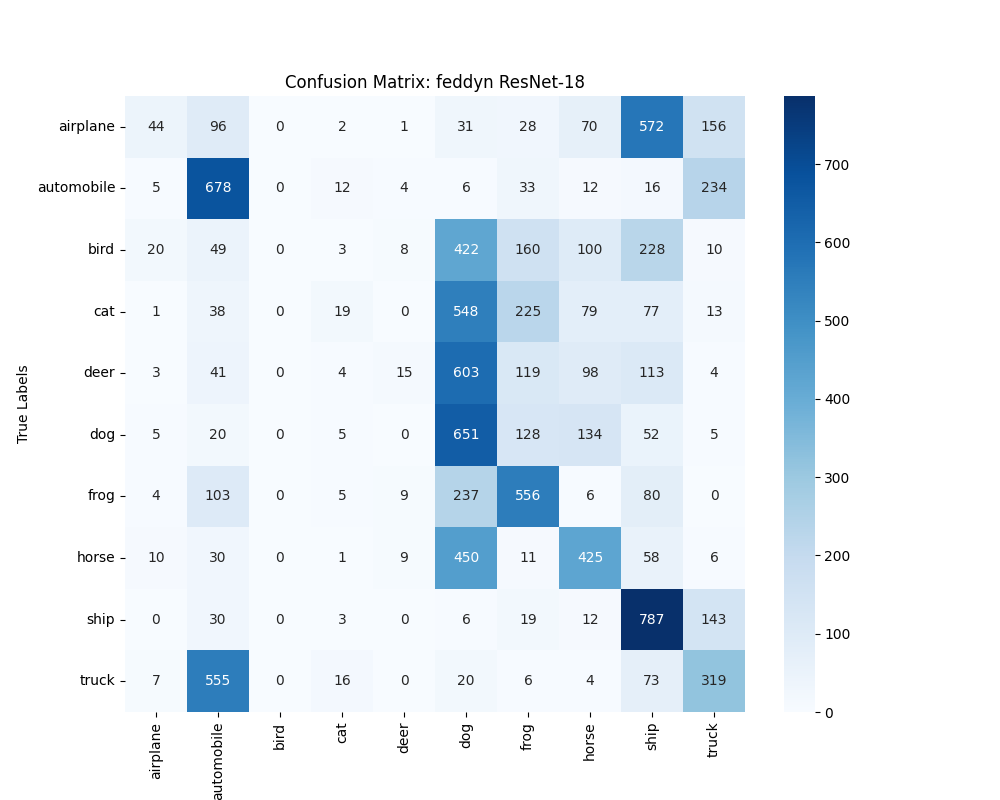 Confusion Matrix: feddyn ResNet-18
airplane 44 96 0 2 1 31 28 70 572 156
automobile 5 678 0 12 4 6 33 12 16 234
bird 20 49 0 3 8 422 160 100 228 10
cat 1 38 0 19 0 548 225 79 77 13
deer 3 41 0 4 15 603 119 98 113 4
dog 5 20 0 5 0 651 128 134 52 5
frog 4 103 0 5 9 237 556 6 80 0
horse 10 30 0 1 9 450 11 425 58 6
ship 0 30 0 3 0 6 19 12 787 143
truck 7 555 0 16 0 20 6 4 73 319
airplane automobile bird cat deer dog frog horse ship truck
True Labels
700
600
500
400
300
200
100
0